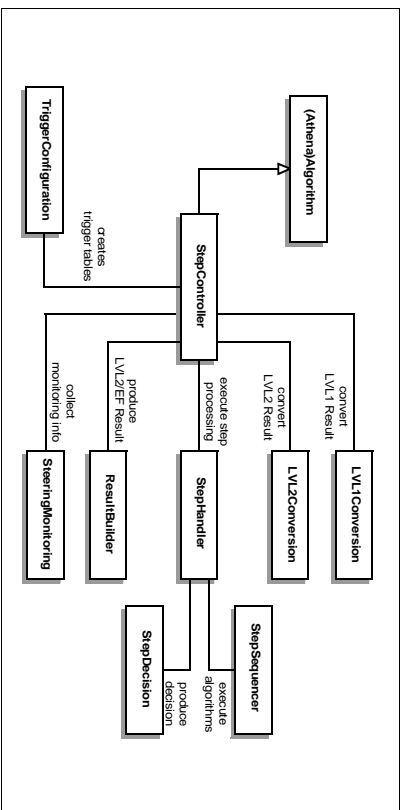 convert
LVL1 Result
LVL1Conversion
(Athena)Algorithm
convert
LVL2 Result
LVL2Conversion
StepSequencer
execute
algorithms
StepController
execute step
processing
StepHandler
produce
decision
StepDecision
produce
LVL2/EF Result
ResultBuilder
creates
trigger tables
TriggerConfiguration
collect
monitoring info
SteeringMonitoring